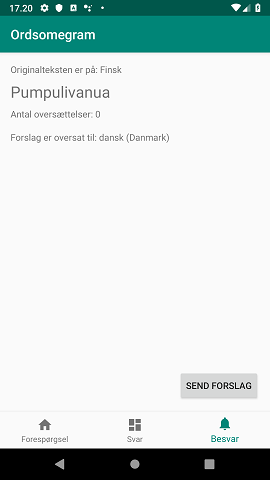 17.20
Ordsomegram
Originalteksten er på: Finsk
Pumpulivanua
Antal oversættelser: 0
Forslag er oversat til: dansk (Danmark)
SEND FORSLAG
Forespørgsel
Svar
Besvar